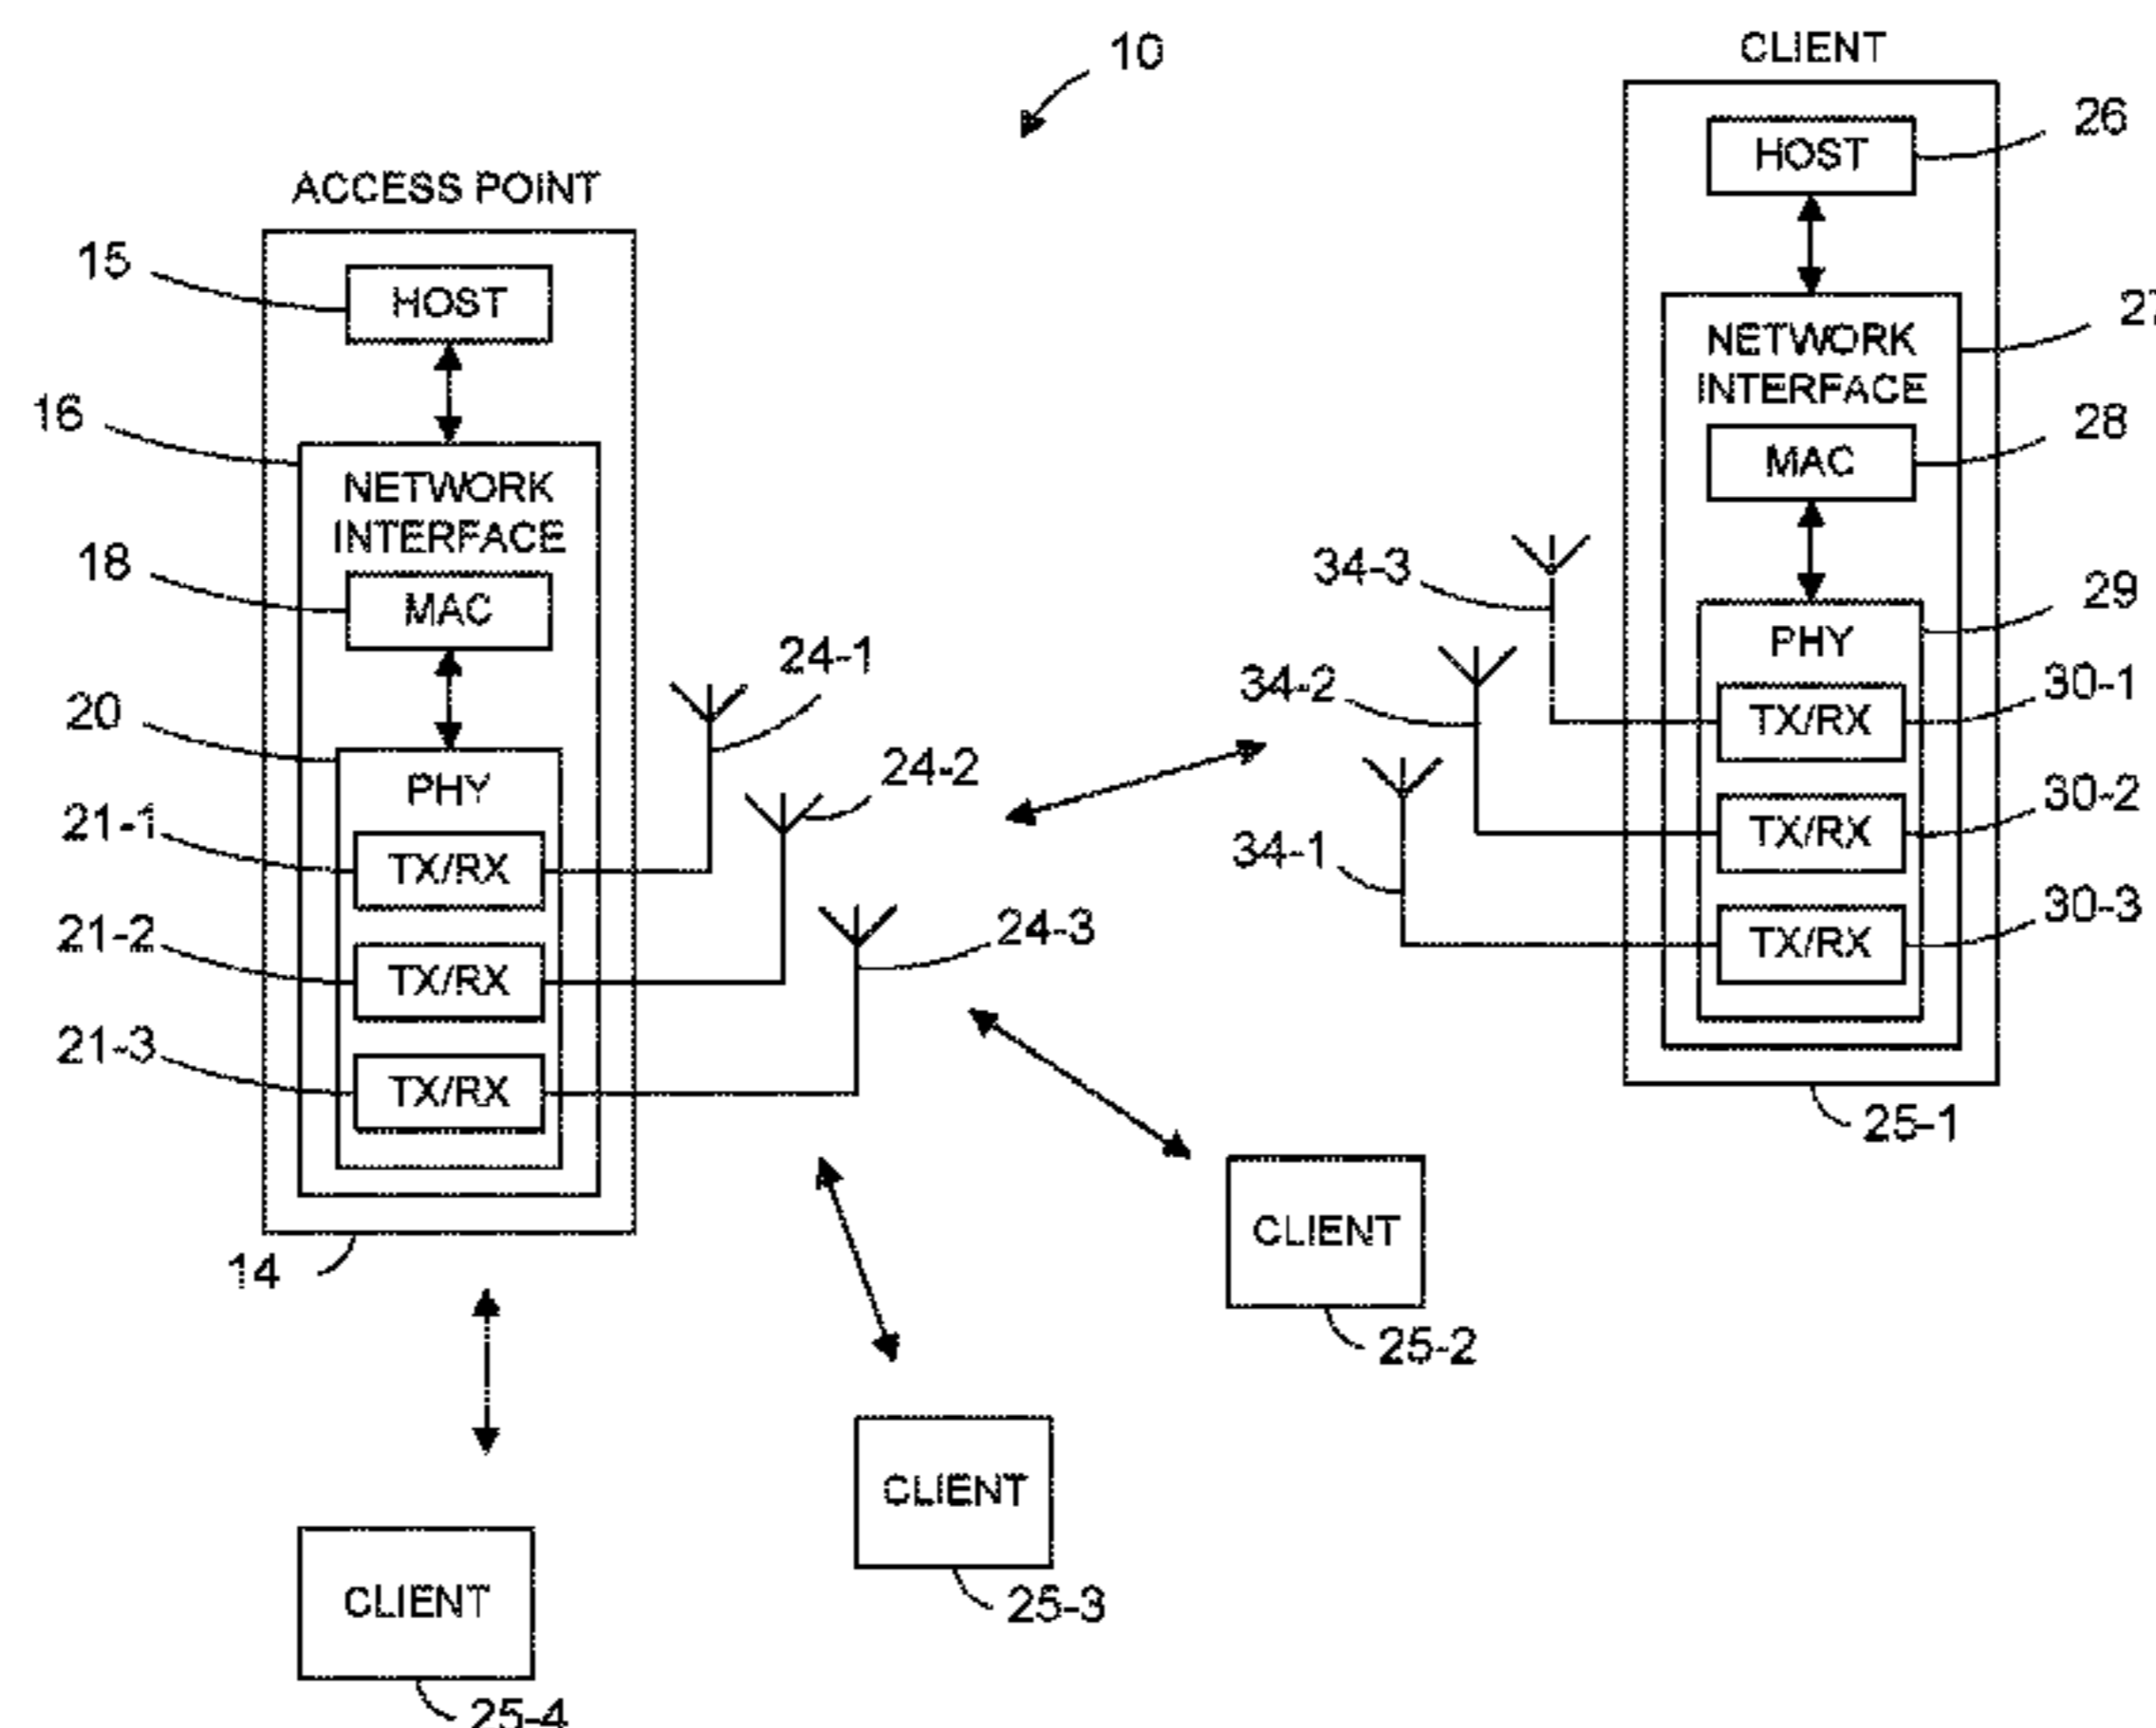 10
CLIENT
HOST
26
ACCESS POINT
15
HOST
NETWORK
INTERFACE
MAC
28
16
NETWORK
INTERFACE
18
MAC
34-3
29
PHY
24-1
34-2
30-1
TX/RX
20
PHY
24-2
30-2
TX/RX
21-1
TX/RX
34-1
30-3
TX/RX
21-2
TX/RX
24-3
21-3
TX/RX
25-1
14
CLIENT
25-2
CLIENT
25-3
CLIENT
25-4